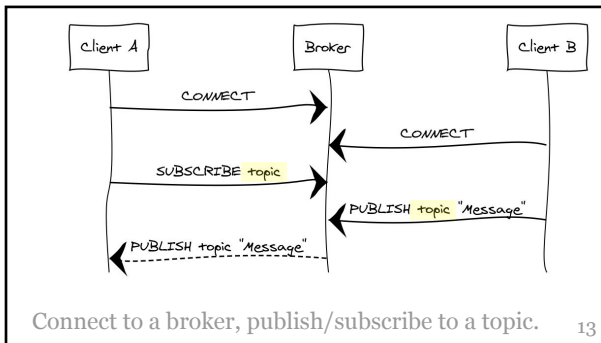 Client A
Broker
Client B
CONNECT
CONNECT
SUBSCRIBE topic
PUBLISH topic "Message"
PUBLISH topic "Message"
Connect to a broker, publish/subscribe to a topic.
13